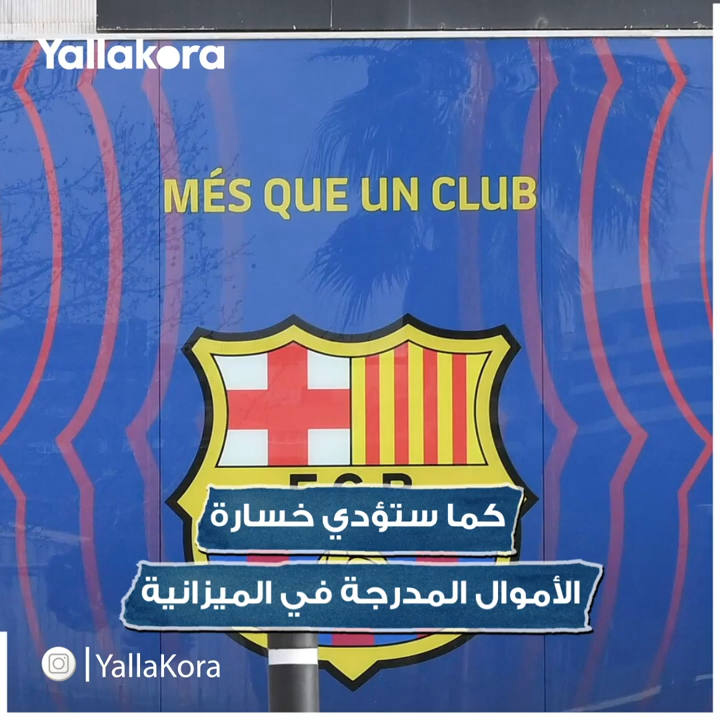 Yallakora
MÉS QUE UN CLUB
FCB
كما ستؤدي خسارة
الأموال المدرجة في الميزانية
YallaKora